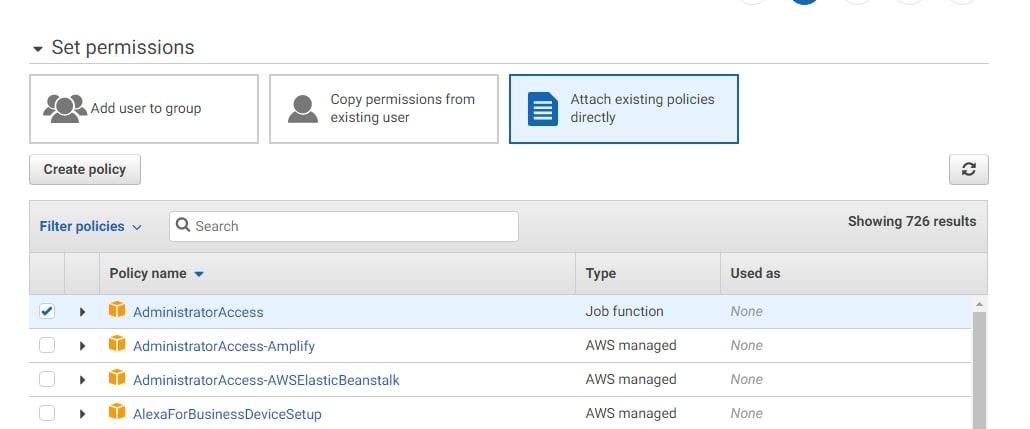 Set permissions
Add user to group
Copy permissions from
existing user
Attach existing policies
directly
Create policy
Filter policies
Search
Showing 726 results
Policy name
Type
Used as
AdministratorAccess
Job function
None
AdministratorAccess-Amplify
AWS managed
None
AdministratorAccess-AWSElasticBeanstalk
AWS managed
None
AlexaForBusinessDeviceSetup
AWS managed
None